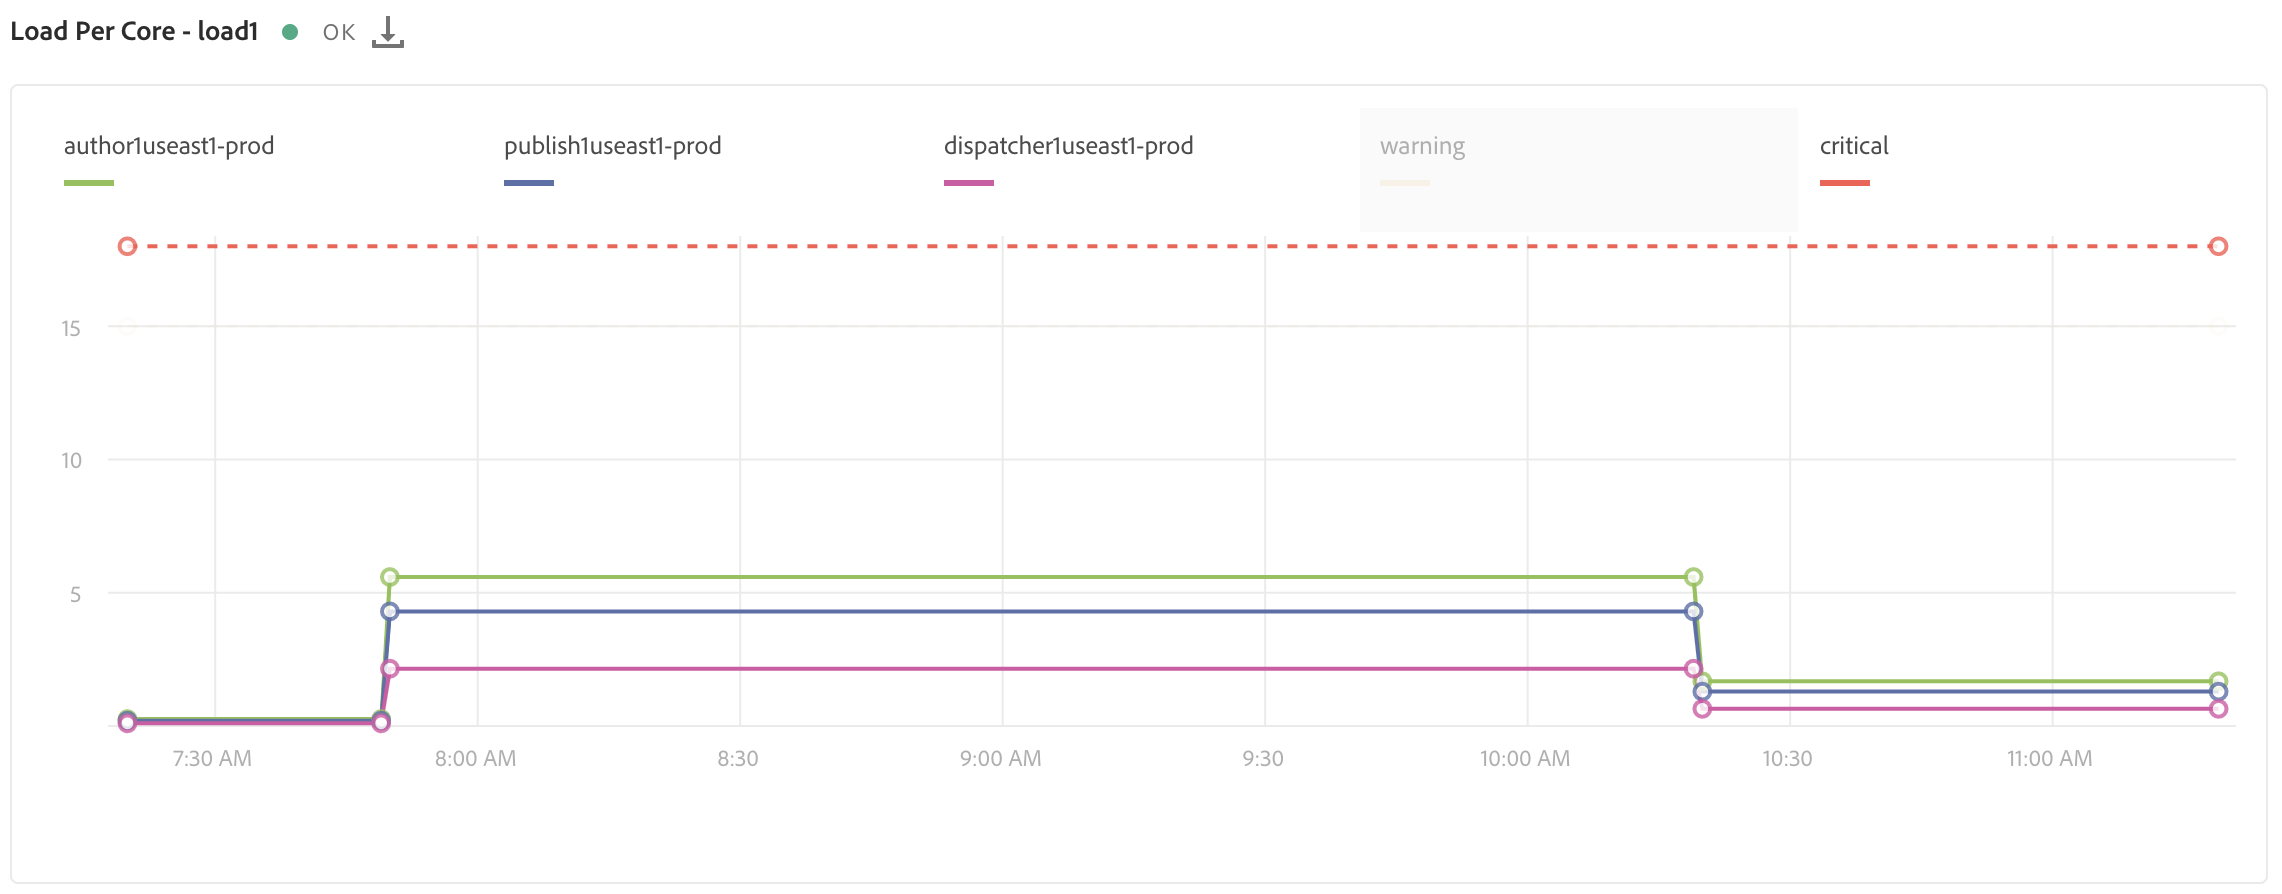 Load Per Core - load1 OK
author1useast1-prod publish1useast1-prod dispatcher1useast1-prod warning critical
15
10
5
7:30 AM 8:00 AM 8:30 9:00 AM 9:30 10:00 AM 10:30 11:00 AM